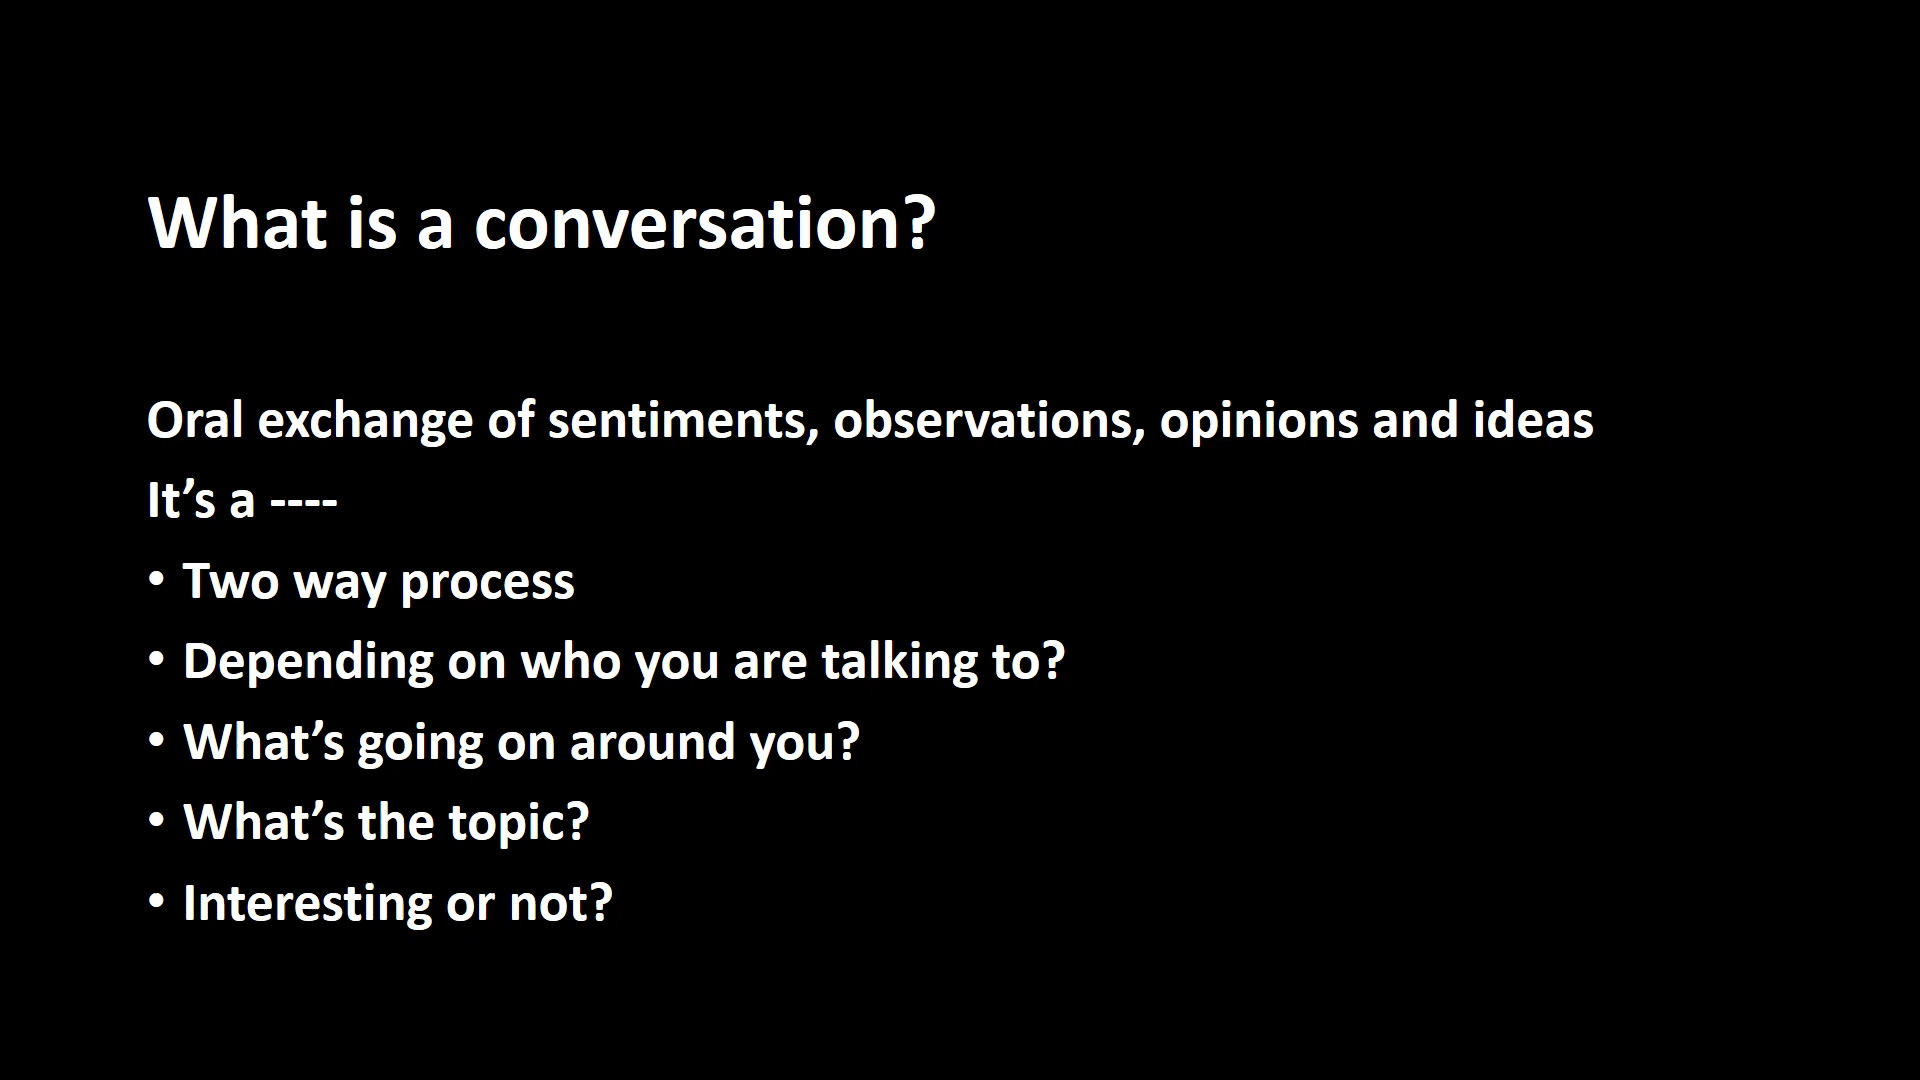 What is a conversation?
Oral exchange of sentiments, observations, opinions and ideas
It’s a ----
• Two way process
• Depending on who you are talking to?
• What’s going on around you?
• What’s the topic?
• Interesting or not?